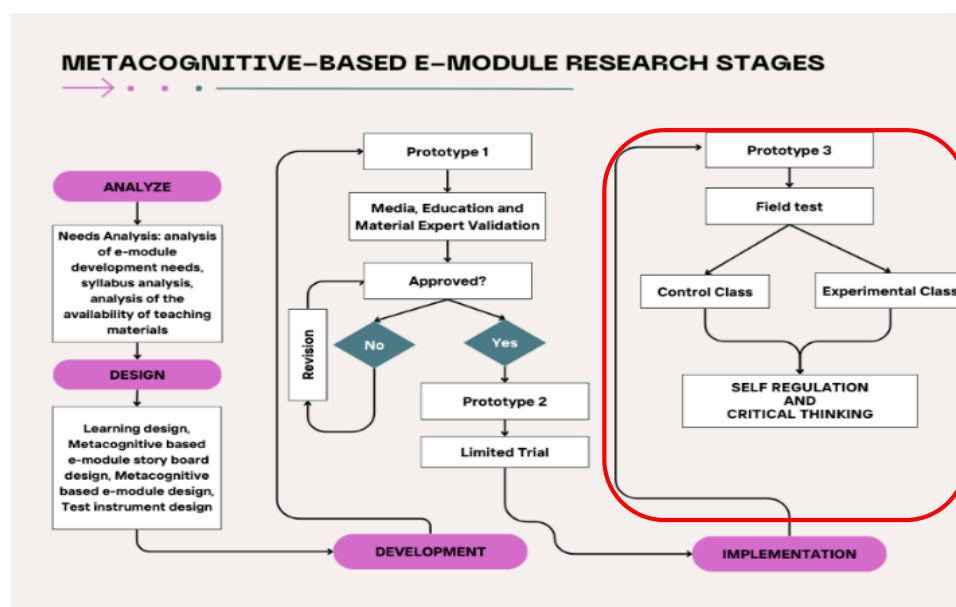 METACOGNITIVE-BASED E-MODULE RESEARCH STAGES
ANALYZE
Needs Analysis: analysis
of e-module
development needs,
syllabus analysis,
analysis of the
availability of teaching
materials
DESIGN
Learning design,
Metacognitive based
e-module story board
design, Metacognitive
based e-module design,
Test instrument design
Prototype 1
Media, Education and
Material Expert Validation
Approved?
Revision
No
Yes
Prototype 2
Limited Trial
DEVELOPMENT
Prototype 3
Field test
Control Class
Experimental Class
SELF REGULATION
AND
CRITICAL THINKING
IMPLEMENTATION